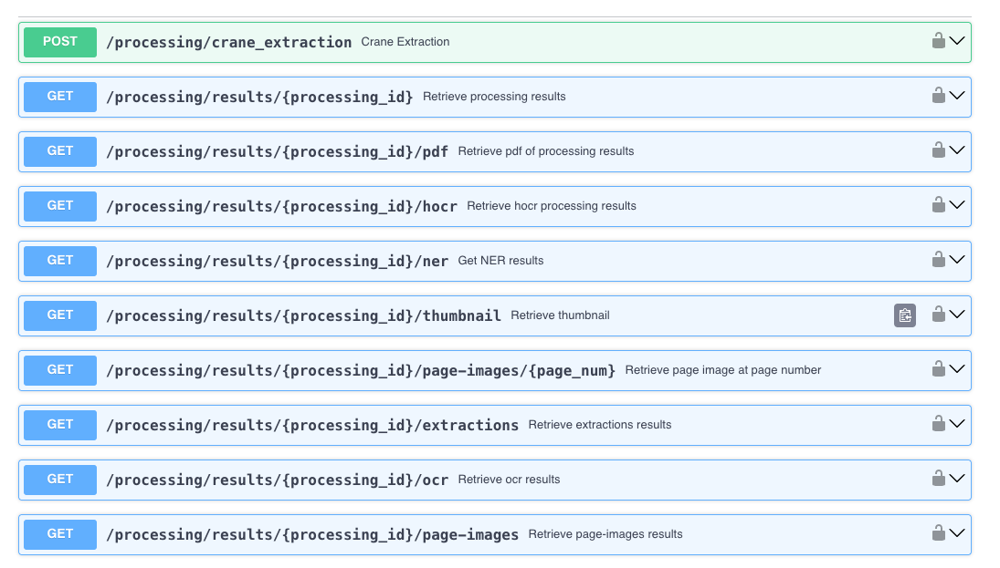 POST /processing/crane_extraction Crane Extraction
GET /processing/results/{processing_id} Retrieve processing results
GET /processing/results/{processing_id}/pdf Retrieve pdf of processing results
GET /processing/results/{processing_id}/hocr Retrieve hocr processing results
GET /processing/results/{processing_id}/ner Get NER results
GET /processing/results/{processing_id}/thumbnail Retrieve thumbnail
GET /processing/results/{processing_id}/page-images/{page_num} Retrieve page image at page number
GET /processing/results/{processing_id}/extractions Retrieve extractions results
GET /processing/results/{processing_id}/ocr Retrieve ocr results
GET /processing/results/{processing_id}/page-images Retrieve page-images results